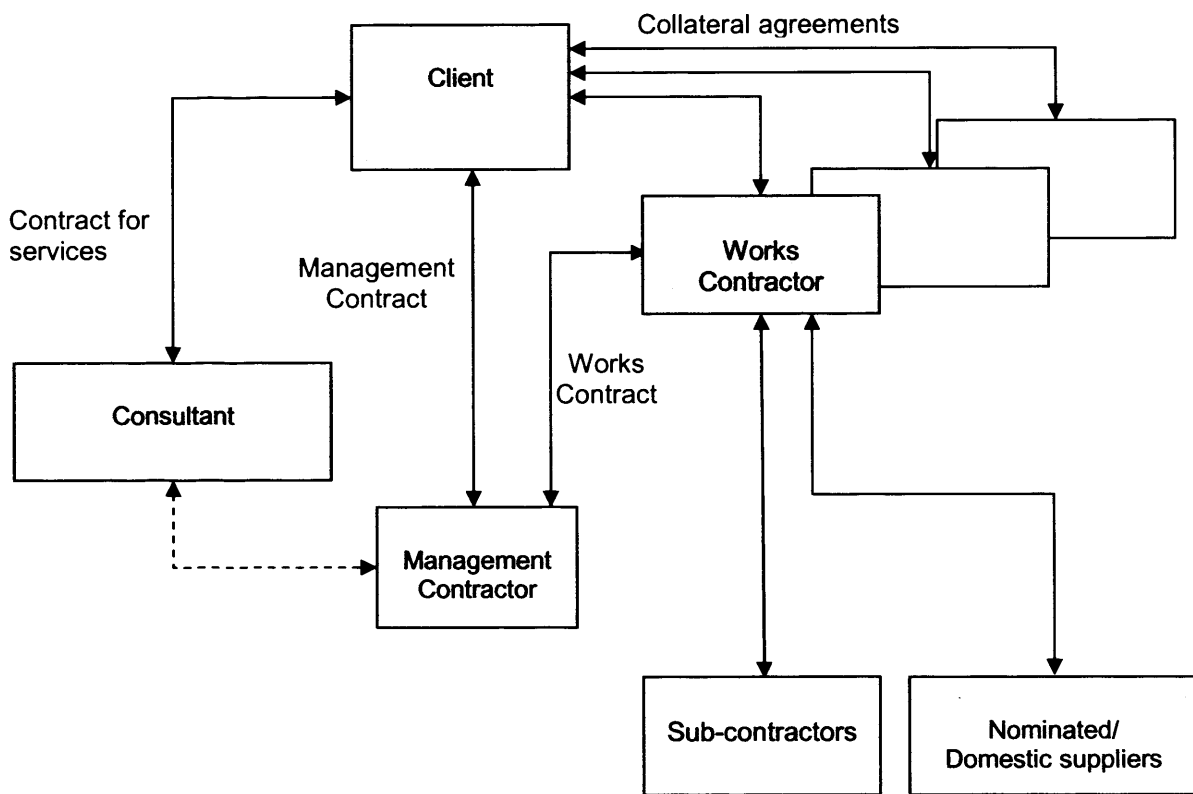 Collateral agreements
Client
Contract for
services
Management
Contract
Works
Contractor
Works
Contract
Consultant
Management
Contractor
Sub-contractors
Nominated/
Domestic suppliers